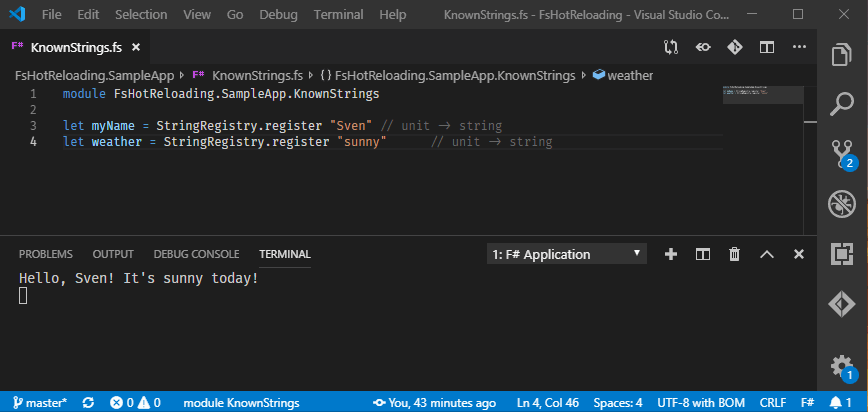 File Edit Selection View Go Debug Terminal Help KnownStrings.fs - FsHotReloading - Visual Studio Co...
F# KnownStrings.fs
FsHotReloading.SampleApp F# KnownStrings.fs {} FsHotReloading.SampleApp.KnownStrings weather
1 module FsHotReloading.SampleApp.KnownStrings
2
3 let myName = StringRegistry.register "Sven" // unit -> string
4 let weather = StringRegistry.register "sunny" // unit -> string
2
PROBLEMS OUTPUT DEBUG CONSOLE TERMINAL 1: F# Application
Hello, Sven! It's sunny today!
1
master* 0 0 module KnownStrings You, 43 minutes ago Ln 4, Col 46 Spaces: 4 UTF-8 with BOM CRLF F# 1